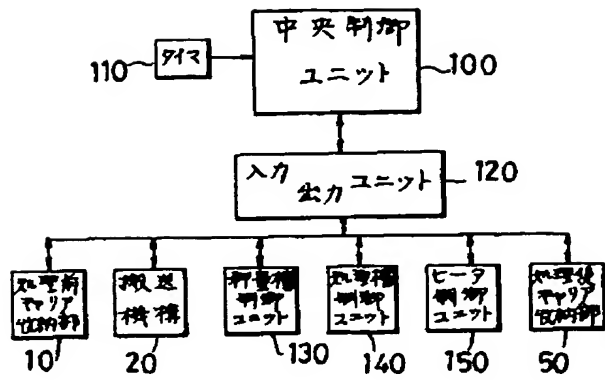 中央制御
ユニット
100
タイマ
110
入力
出力ユニット
120
処理前
キャリア
収納部
10
搬送
機構
20
秤量槽
制御
ユニット
130
処理槽
制御
ユニット
140
ヒータ
制御
ユニット
150
処理後
キャリア
収納部
50